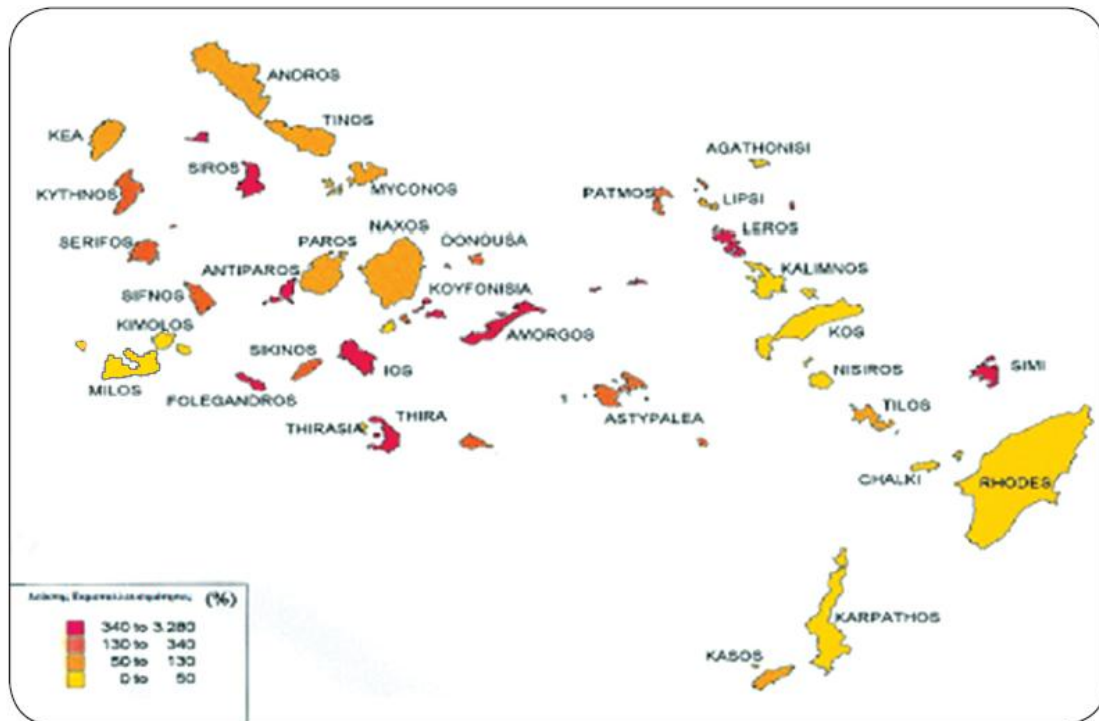 ANDROS
TINOS
KEA
SIROS
AGATHONISI
KYTHNOS
MYCONOS
PATMOS
LIPSI
NAXOS
LEROS
SERIFOS
PAROS
DONOUSA
ANTIPAROS
KALIMNOS
SIFNOS
KOYFONISIA
KIMOLOS
AMORGOS
KOS
SIKINOS
IOS
NISIROS
SIMI
MILOS
FOLEGANDROS
TILOS
THIRASIA
THIRA
ASTYPALEA
CHALKI
RHODES
KARPATHOS
KASOS
(%)
340 to 3.280
130 to 340
50 to 130
0 to 50